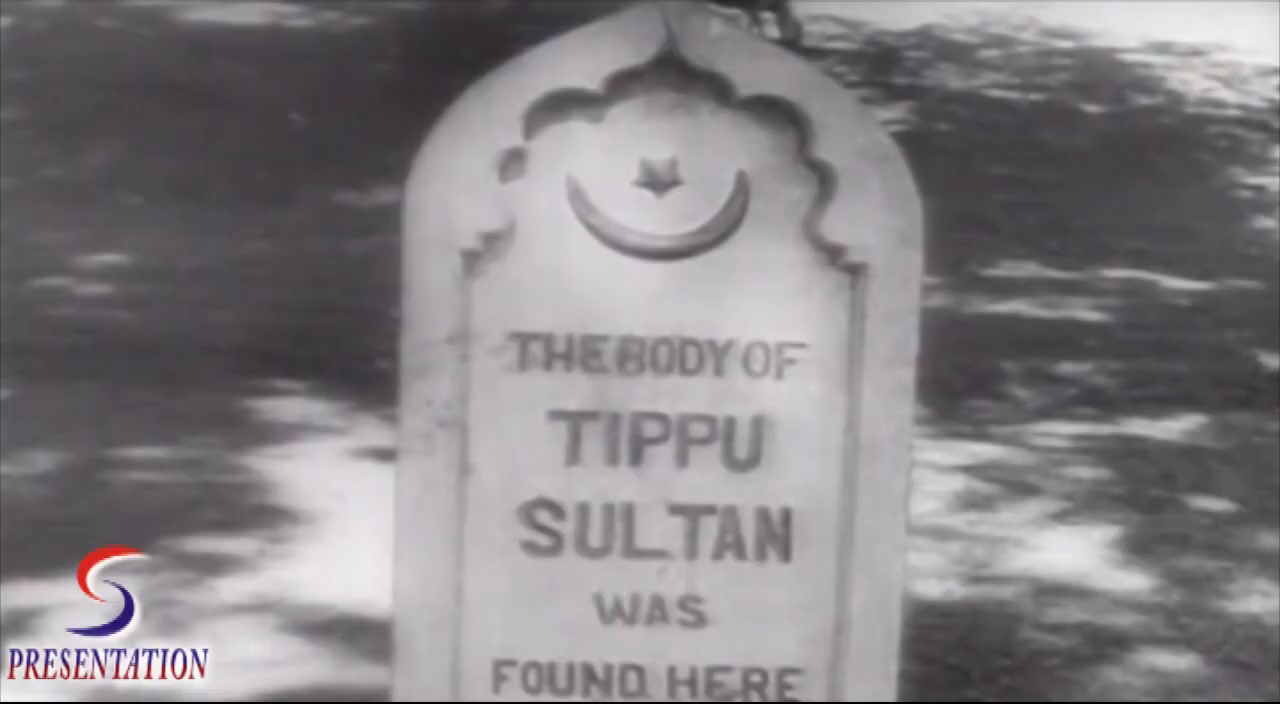 THE BODY OF
TIPPU
SULTAN
WAS
FOUND HERE
S
PRESENTATION